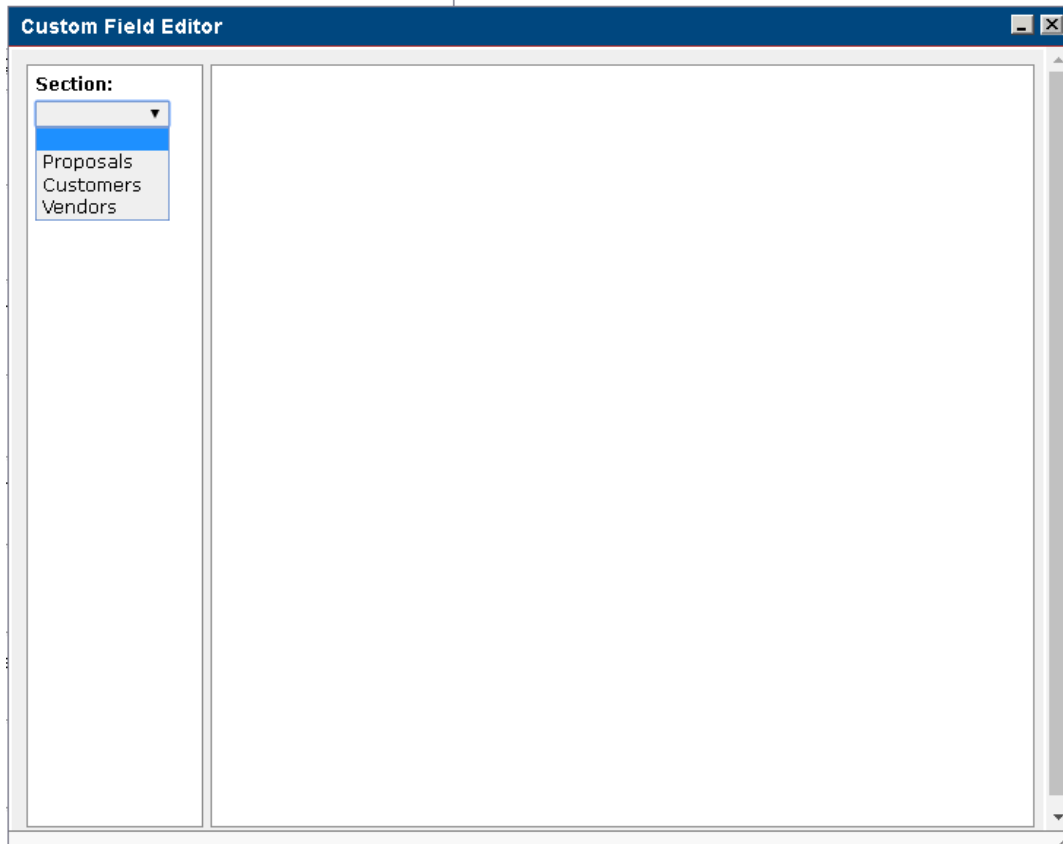 Custom Field Editor
Section:
Proposals
Customers
Vendors